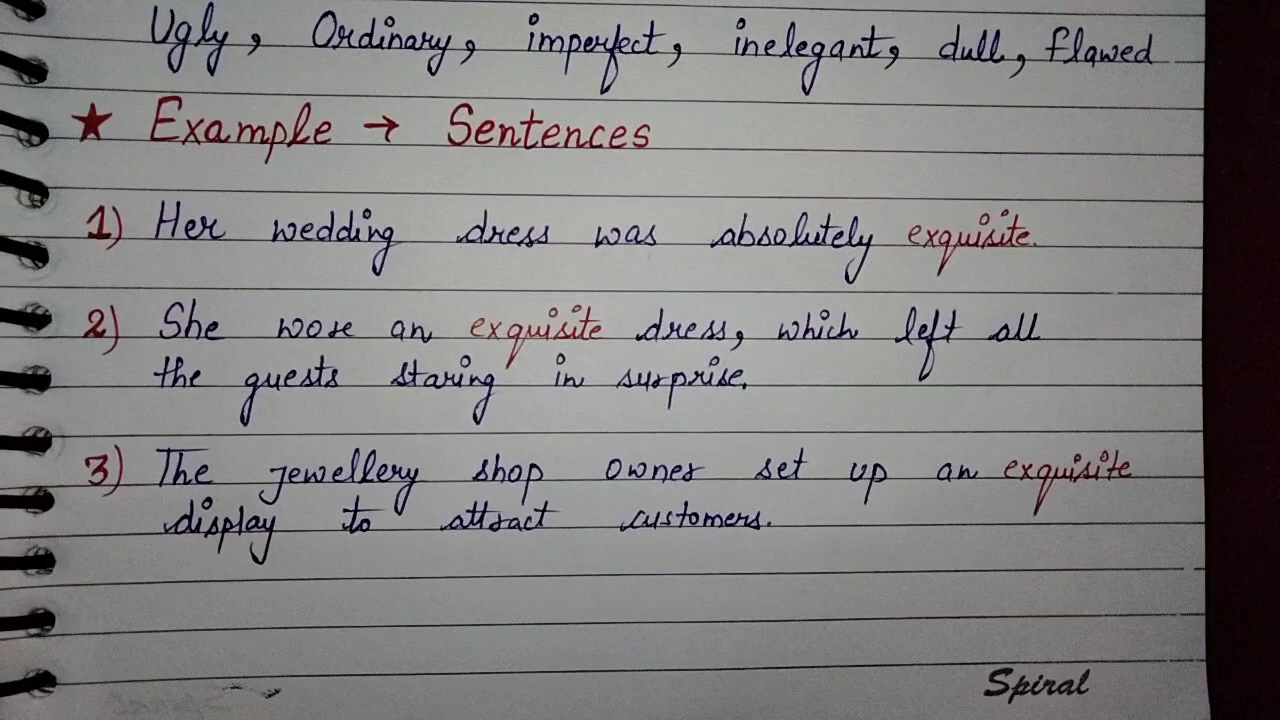 Ugly, Ordinary, imperfect, inelegant, dull, flawed
★ Example → Sentences
1) Her wedding dress was absolutely exquisite.
2) She wore an exquisite dress, which left all
the guests staring in surprise.
3) The jewellery shop owner set up an exquisite
display to attract customers.
Spiral